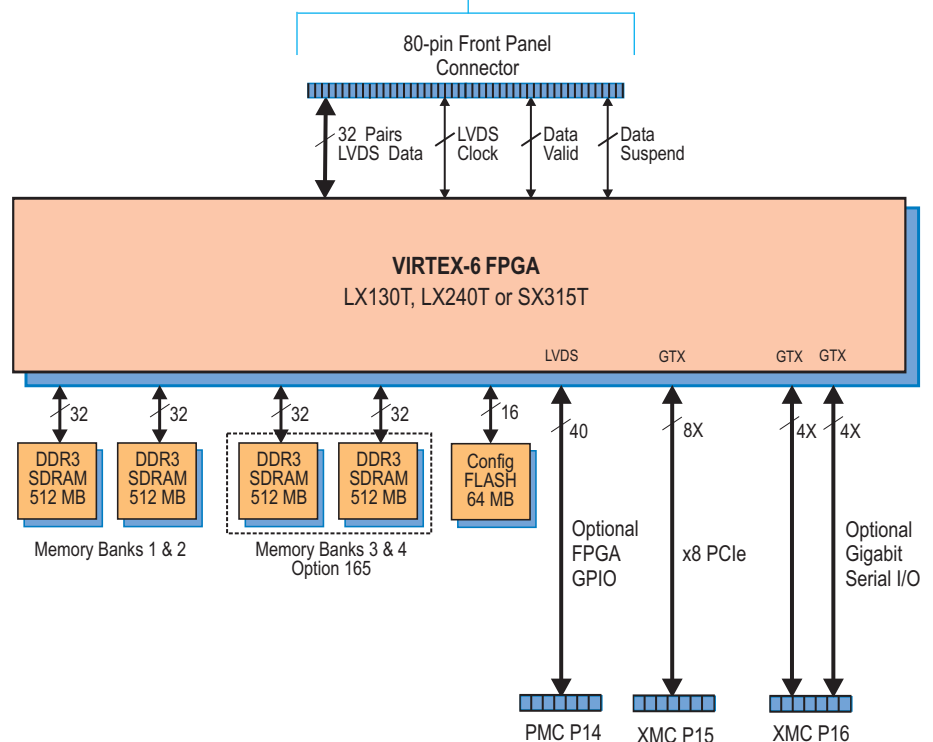 80-pin Front Panel
Connector
32 Pairs
LVDS Data
LVDS
Clock
Data
Valid
Data
Suspend
VIRTEX-6 FPGA
LX130T, LX240T or SX315T
LVDS
GTX
GTX
GTX
32
32
32
32
16
40
8X
4X
4X
DDR3
SDRAM
512 MB
DDR3
SDRAM
512 MB
DDR3
SDRAM
512 MB
DDR3
SDRAM
512 MB
Config
FLASH
64 MB
Memory Banks 1 & 2
Memory Banks 3 & 4
Option 165
Optional
FPGA
GPIO
x8 PCIe
Optional
Gigabit
Serial I/O
PMC P14
XMC P15
XMC P16